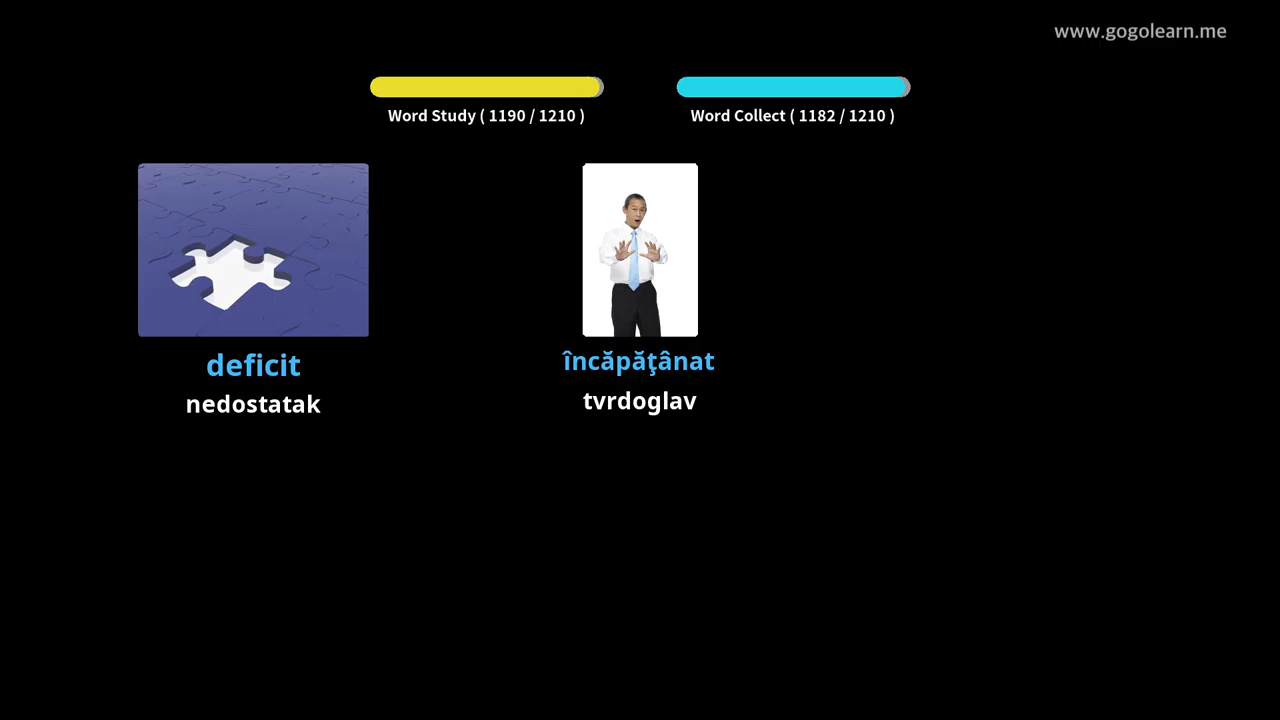 www.gogolearn.me
Word Study ( 1190 / 1210 )
Word Collect ( 1182 / 1210 )
deficit
nedostatak
încăpăţânat
tvrdoglav